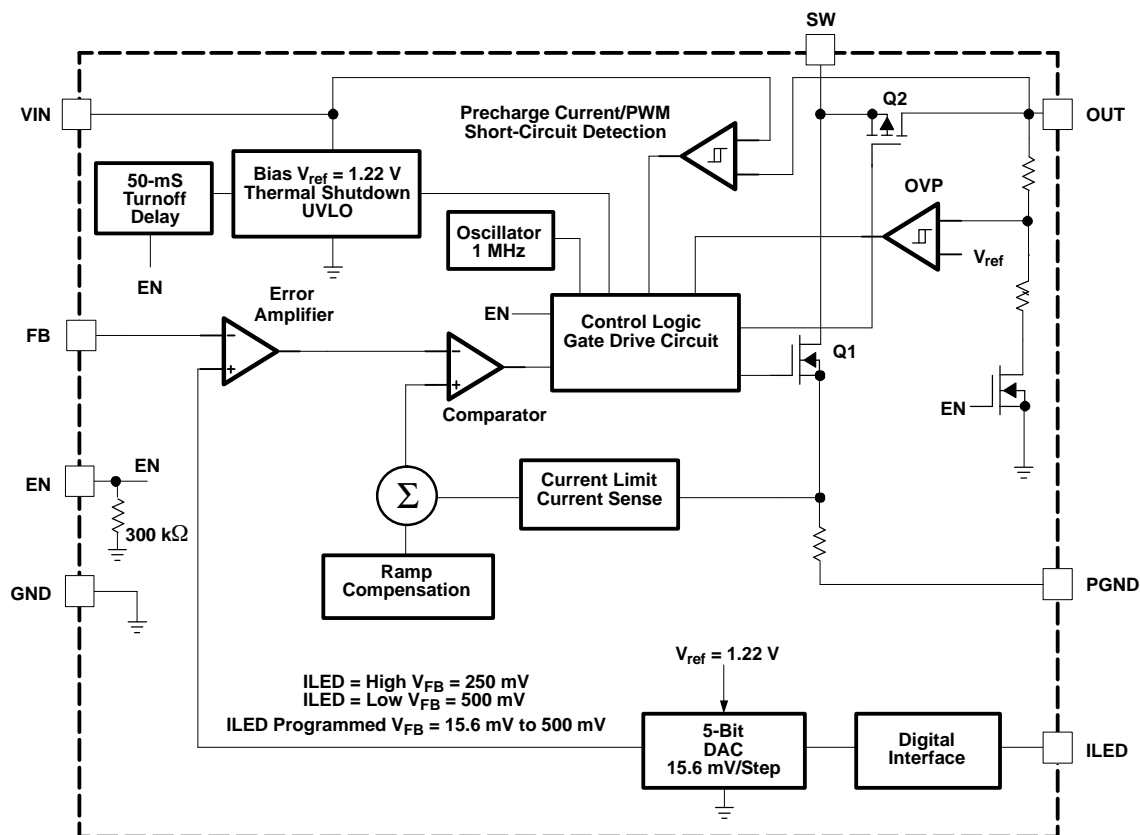 SW
VIN
Q2
OUT
Precharge Current/PWM
Short-Circuit Detection
50-mS
Turnoff
Delay
Bias Vref = 1.22 V
Thermal Shutdown
UVLO
OVP
Oscillator
1 MHz
Vref
EN
Error
Amplifier
FB
−
+
EN
−
+
Comparator
Control Logic
Gate Drive Circuit
Q1
EN
EN
EN
300 kΩ
Σ
Current Limit
Current Sense
Ramp
Compensation
GND
PGND
Vref = 1.22 V
ILED = High VFB = 250 mV
ILED = Low VFB = 500 mV
ILED Programmed VFB = 15.6 mV to 500 mV
5-Bit
DAC
15.6 mV/Step
Digital
Interface
ILED